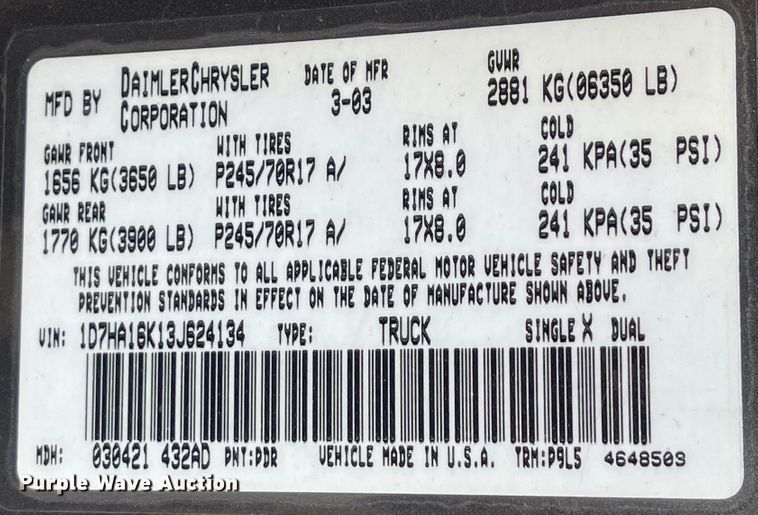 MFD BY DAIMLERCHRYSLER CORPORATION DATE OF MFR 3-03 GVWR 2881 KG(06350 LB)
GAWR FRONT WITH TIRES RIMS AT COLD
1656 KG(3650 LB) P245/70R17 A/ 17X8.0 241 KPA(35 PSI)
GAWR REAR WITH TIRES RIMS AT COLD
1770 KG(3900 LB) P245/70R17 A/ 17X8.0 241 KPA(35 PSI)
THIS VEHICLE CONFORMS TO ALL APPLICABLE FEDERAL MOTOR VEHICLE SAFETY AND THEFT
PREVENTION STANDARDS IN EFFECT ON THE DATE OF MANUFACTURE SHOWN ABOVE.
VIN: 1D7HA16K13J624134 TYPE: TRUCK SINGLE X DUAL
MDH: 030421 432AD PNT:PDR VEHICLE MADE IN U.S.A. TRM:P9L5 464850S
Purple Wave Auction